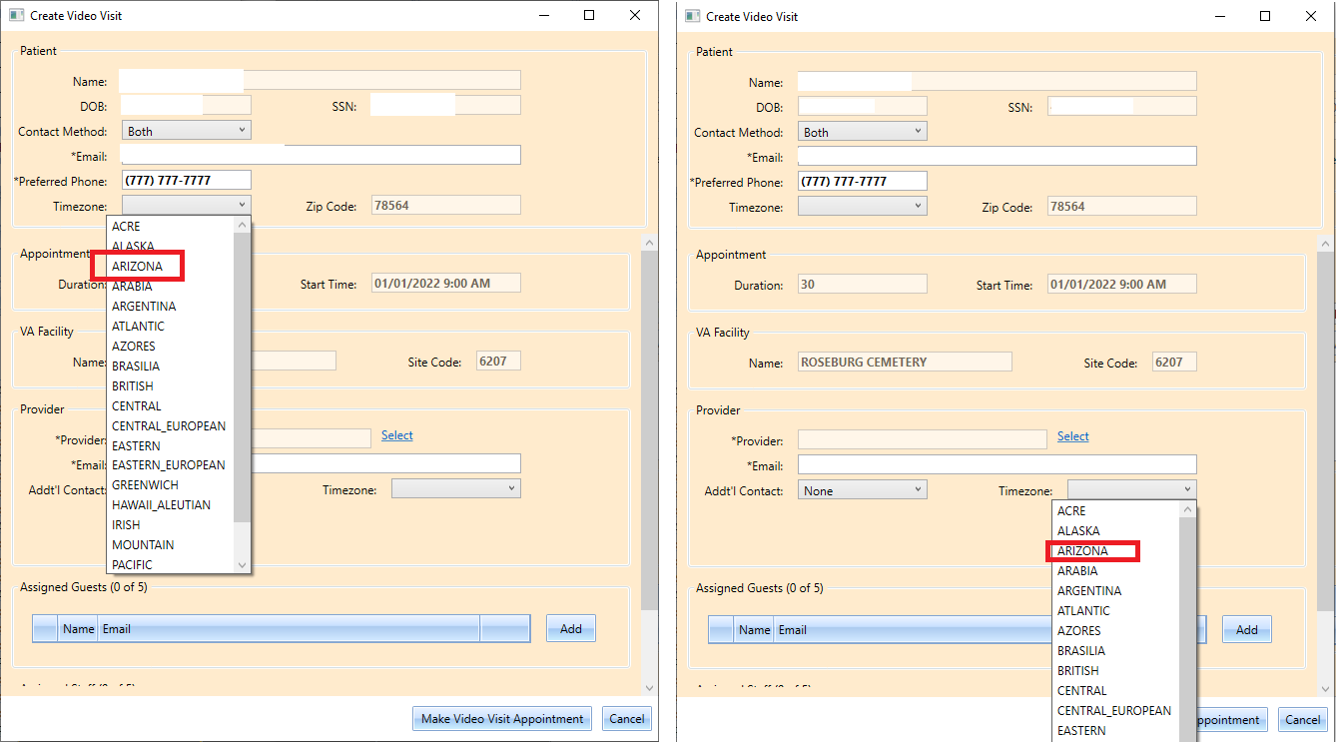 Create Video Visit
Patient
Name:
DOB:
SSN:
Contact Method: Both
*Email:
*Preferred Phone: (777) 777-7777
Timezone:
Zip Code: 78564
ACRE
ALASKA
ARIZONA
ARABIA
ARGENTINA
ATLANTIC
AZORES
BRASILIA
BRITISH
CENTRAL
CENTRAL_EUROPEAN
EASTERN
EASTERN_EUROPEAN
GREENWICH
HAWAII_ALEUTIAN
IRISH
MOUNTAIN
PACIFIC
Appointment
Duration:
Start Time: 01/01/2022 9:00 AM
VA Facility
Name:
Site Code: 6207
Provider
*Provider:
Select
*Email:
Addt'l Contact:
Timezone:
Assigned Guests (0 of 5)
Name Email
Add
Make Video Visit Appointment
Cancel
Create Video Visit
Patient
Name:
DOB:
SSN:
Contact Method: Both
*Email:
*Preferred Phone: (777) 777-7777
Timezone:
Zip Code: 78564
Appointment
Duration: 30
Start Time: 01/01/2022 9:00 AM
VA Facility
Name: ROSEBURG CEMETERY
Site Code: 6207
Provider
*Provider:
Select
*Email:
Addt'l Contact: None
Timezone:
ACRE
ALASKA
ARIZONA
ARABIA
ARGENTINA
ATLANTIC
AZORES
BRASILIA
BRITISH
CENTRAL
CENTRAL_EUROPEAN
EASTERN
Assigned Guests (0 of 5)
Name Email
Add
ppointment
Cancel